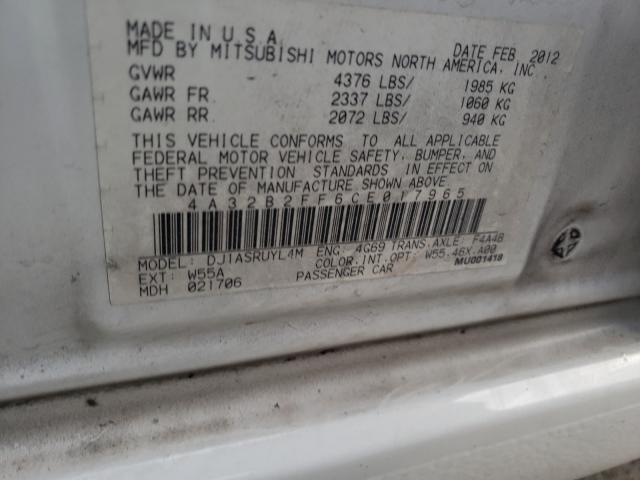 MADE IN U.S.A.
MFD BY MITSUBISHI MOTORS NORTH AMERICA, INC.
DATE FEB 2012
GVWR 4376 LBS/ 1985 KG
GAWR FR 2337 LBS/ 1060 KG
GAWR RR 2072 LBS/ 940 KG
THIS VEHICLE CONFORMS TO ALL APPLICABLE
FEDERAL MOTOR VEHICLE SAFETY, BUMPER, AND
THEFT PREVENTION STANDARDS IN EFFECT ON
THE DATE OF MANUFACTURE SHOWN ABOVE.
4A32B2FF6CE017965
MODEL: DJ1ASRUYL4M ENG: 4G69 TRANS.AXLE: F4A4B
EXT: W55A COLOR.INT.OPT: W55.46X.A00
MDH 021706 PASSENGER CAR MU001418